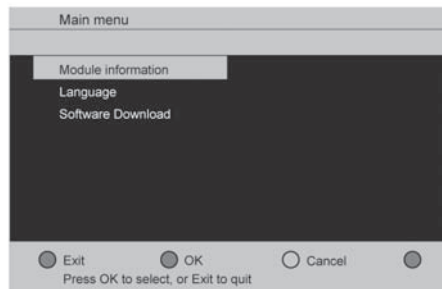 Main menu
Module information
Language
Software Download
Exit OK Cancel
Press OK to select, or Exit to quit